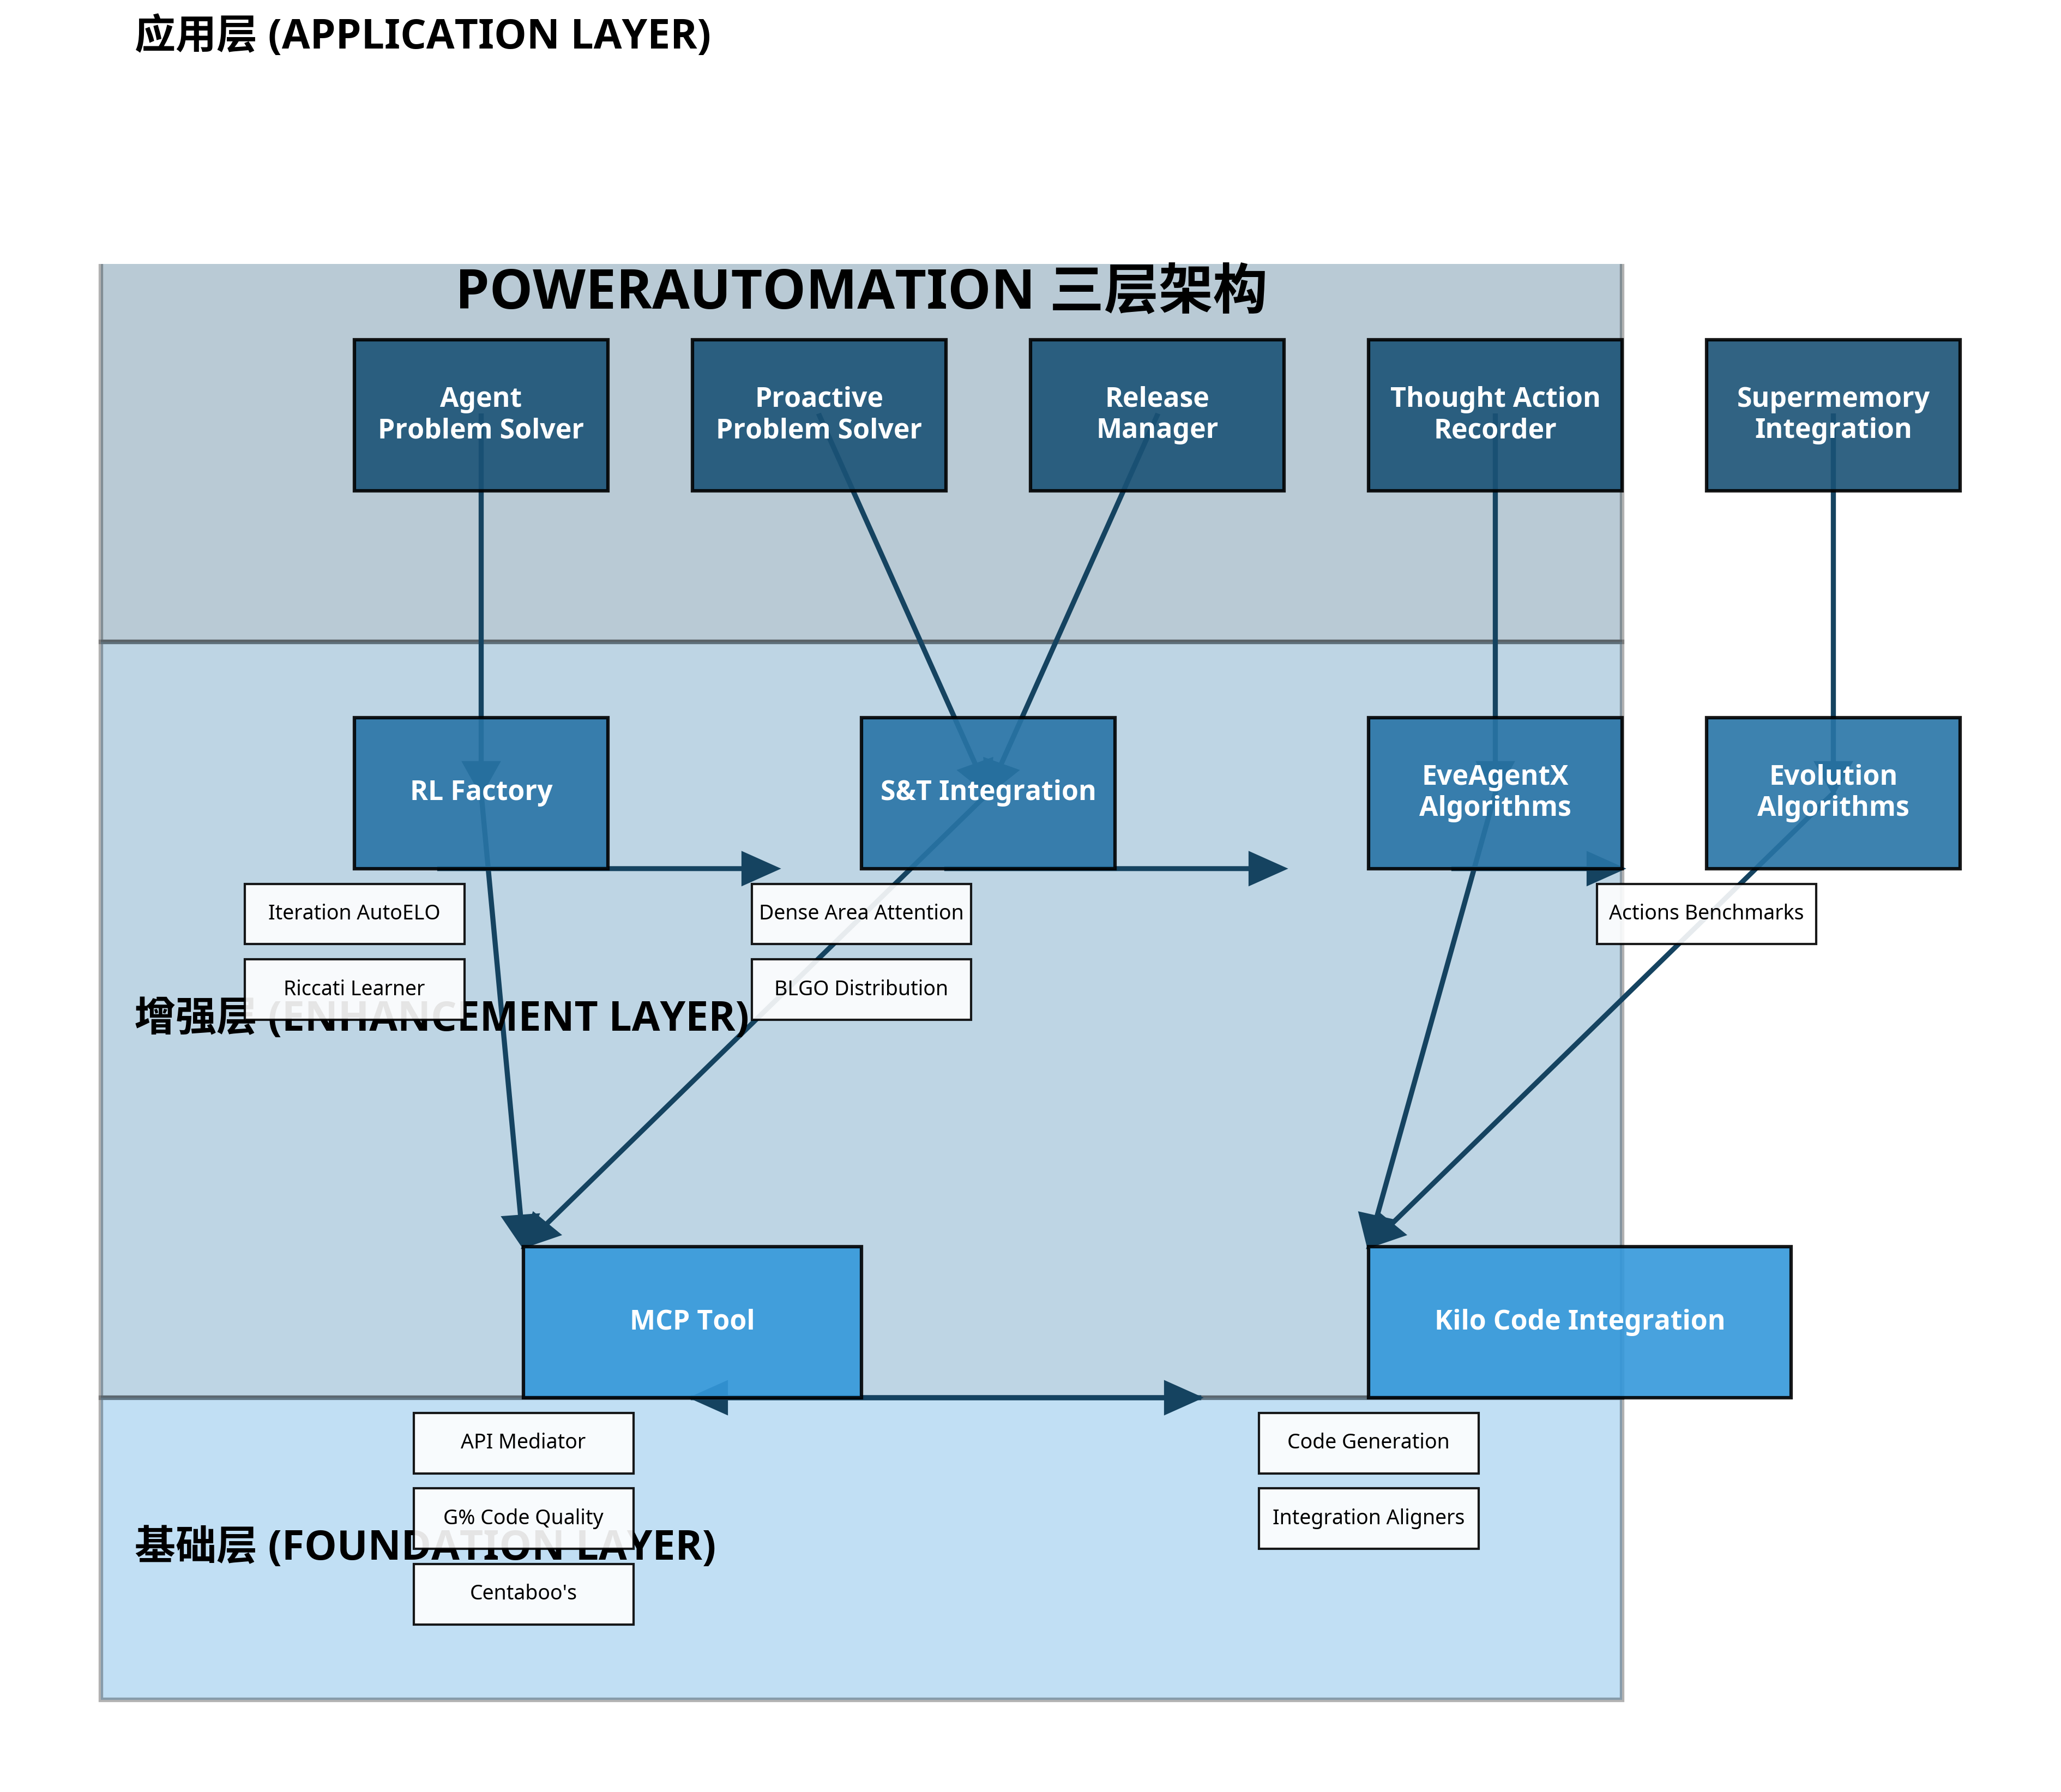 应用层 (APPLICATION LAYER)
POWERAUTOMATION 三层架构
Agent
Problem Solver
Proactive
Problem Solver
Release
Manager
Thought Action
Recorder
Supermemory
Integration
RL Factory
S&T Integration
EveAgentX
Algorithms
Evolution
Algorithms
Iteration AutoELO
Dense Area Attention
Actions Benchmarks
Riccati Learner
BLGO Distribution
增强层 (ENHANCEMENT LAYER)
MCP Tool
Kilo Code Integration
API Mediator
Code Generation
G% Code Quality
Integration Aligners
基础层 (FOUNDATION LAYER)
Centaboo's